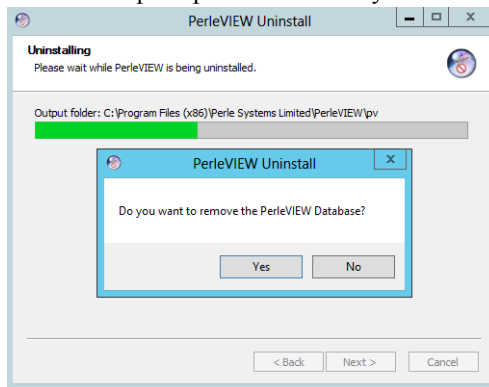 PerleVIEW Uninstall
Uninstalling
Please wait while PerleVIEW is being uninstalled.
Output folder: C:\Program Files (x86)\Perle Systems Limited\PerleVIEW\pv
PerleVIEW Uninstall
x
Do you want to remove the PerleVIEW Database?
Yes No
< Back Next > Cancel